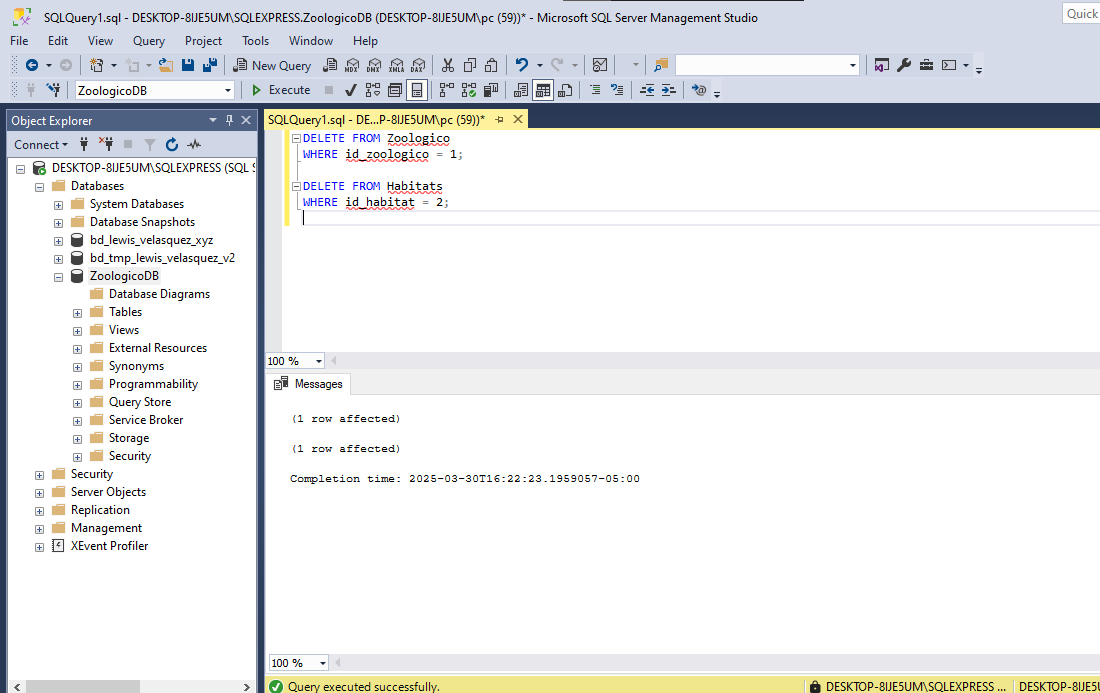 SQLQuery1.sql - DESKTOP-8IJE5UM\SQLEXPRESS.ZoologicoDB (DESKTOP-8IJE5UM\pc (59))* - Microsoft SQL Server Management Studio
Quick
File Edit View Query Project Tools Window Help
New Query MDX DMX XMLA DAX
ZoologicoDB Execute
Object Explorer
Connect
DESKTOP-8IJE5UM\SQLEXPRESS (SQL S
Databases
System Databases
Database Snapshots
bd_lewis_velasquez_xyz
bd_tmp_lewis_velasquez_v2
ZoologicoDB
Database Diagrams
Tables
Views
External Resources
Synonyms
Programmability
Query Store
Service Broker
Storage
Security
Security
Server Objects
Replication
Management
XEvent Profiler
SQLQuery1.sql - DE...P-8IJE5UM\pc (59))*
DELETE FROM Zoologico
WHERE id_zoologico = 1;
DELETE FROM Habitats
WHERE id_habitat = 2;
100 %
Messages
(1 row affected)
(1 row affected)
Completion time: 2025-03-30T16:22:23.1959057-05:00
100 %
Query executed successfully.
DESKTOP-8IJE5UM\SQLEXPRESS ...
DESKTOP-8IJE5U